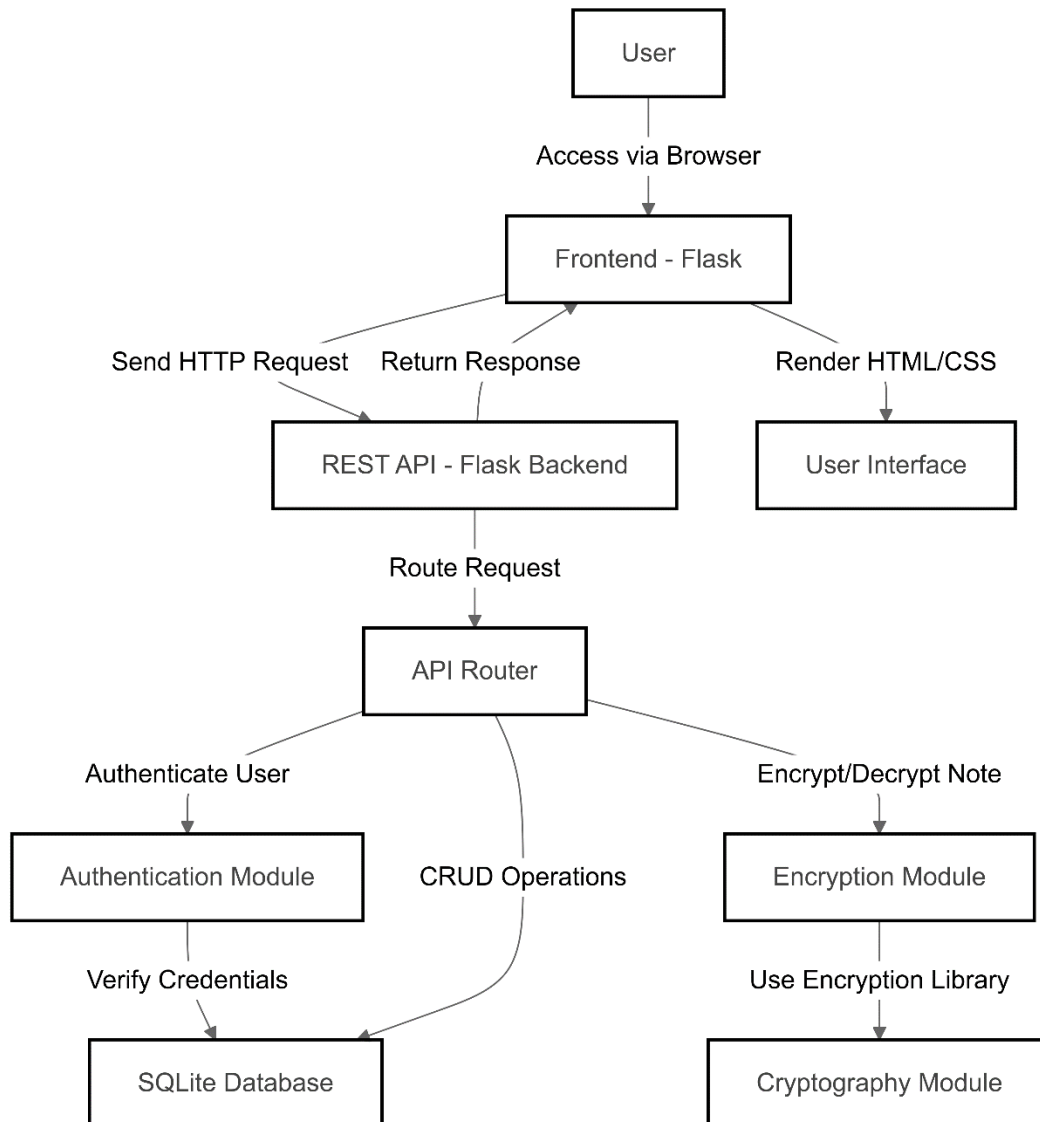 User
Access via Browser
Frontend - Flask
Send HTTP Request
Return Response
Render HTML/CSS
REST API - Flask Backend
User Interface
Route Request
API Router
Authenticate User
Encrypt/Decrypt Note
Authentication Module
CRUD Operations
Encryption Module
Verify Credentials
Use Encryption Library
SQLite Database
Cryptography Module